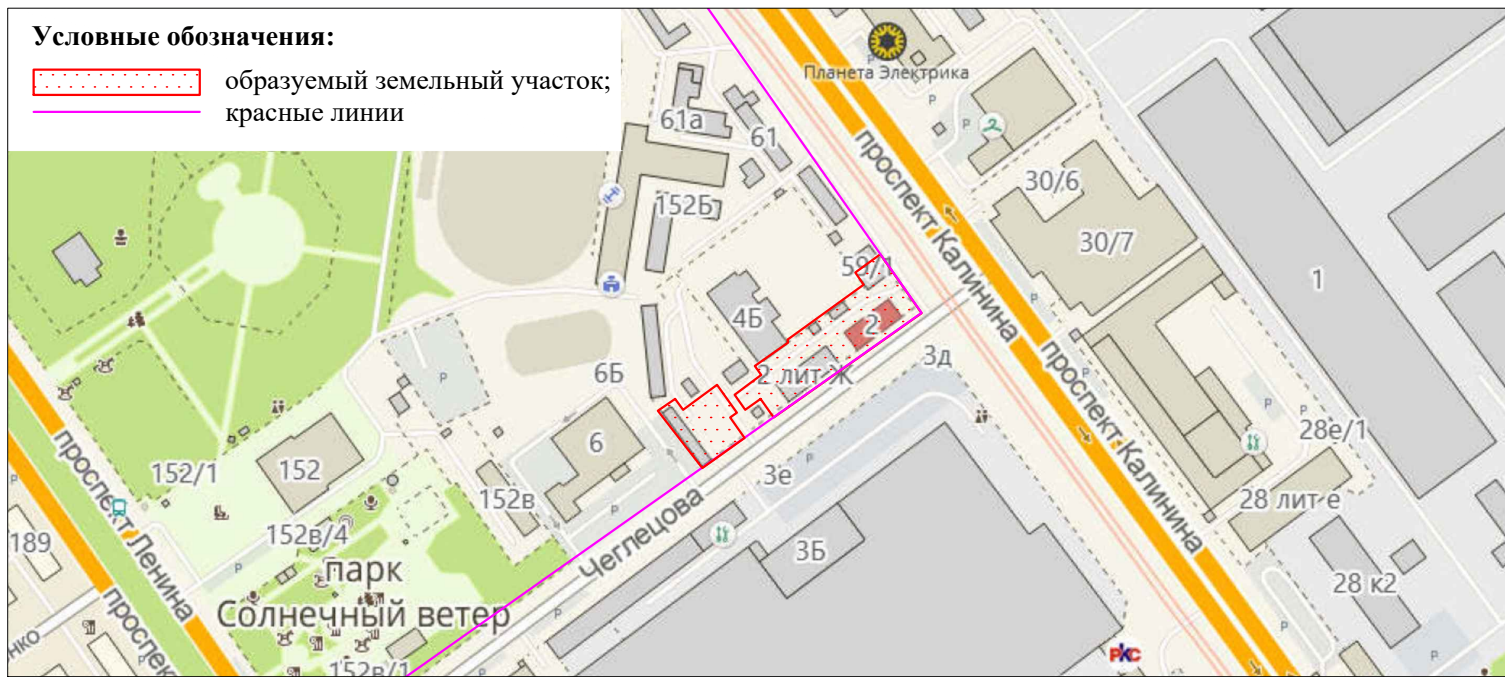 Условные обозначения:
образуемый земельный участок;
красные линии
Планета Электрика
P
P
P
61а
61
30/6
проспект Калинина
152Б
30/7
59/1
1
4Б
2
P
3д
проспект Калинина
2 лит Ж
6Б
P
P
P
28е/1
6
152/1
152
3е
P
28 лит е
проспект Ленина
152в
P
P
189
152в/4
3Б
Чеглецова
парк
Солнечный ветер
28 к2
P
P
P
P
нко
проспек
152в/1
РКС
P